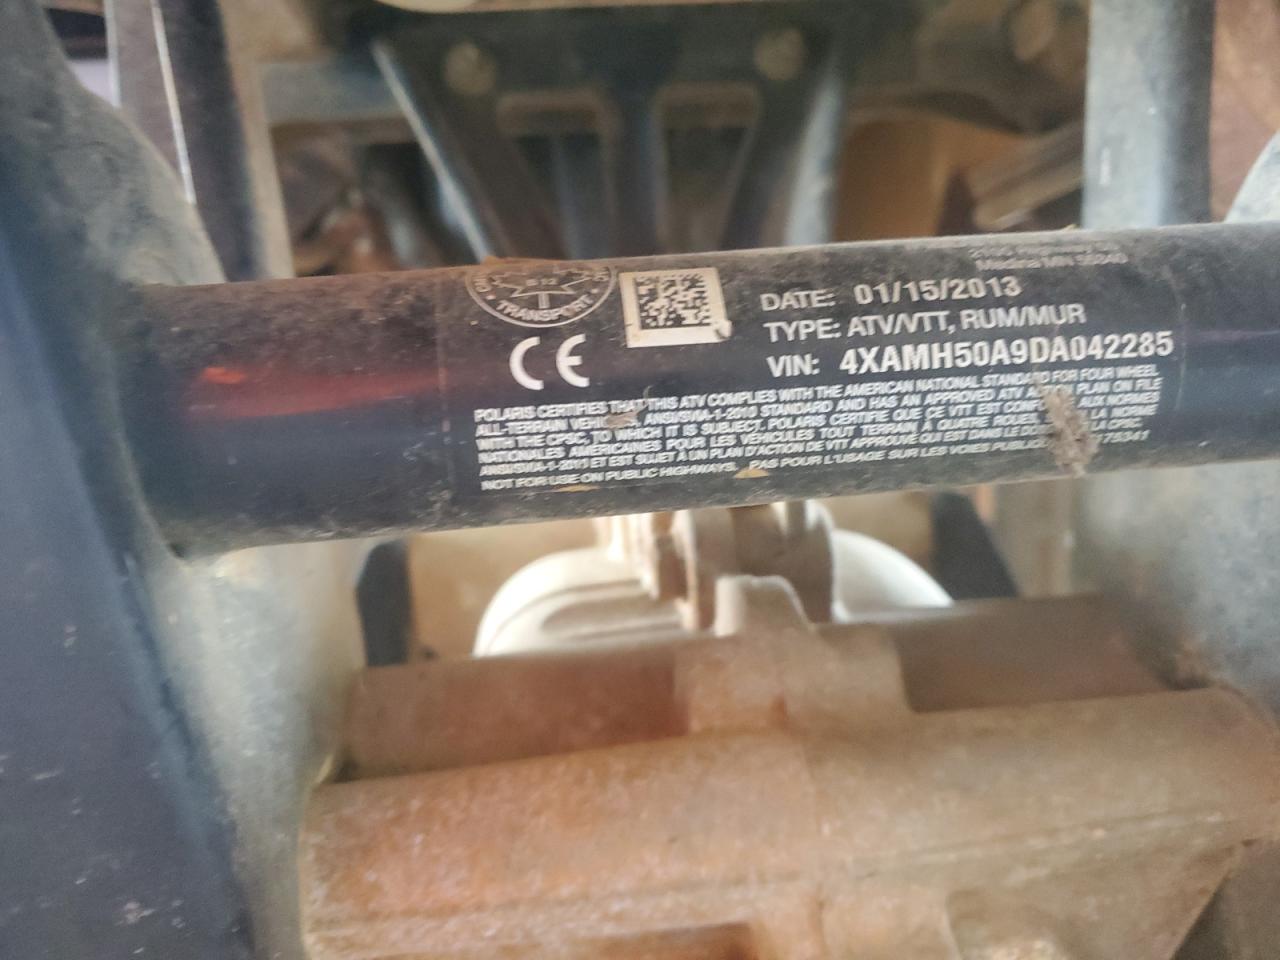 Medina MN 55340
TRANSPORT
CE
DATE: 01/15/2013
TYPE: ATV/VTT, RUM/MUR
VIN: 4XAMH50A9DA042285
POLARIS CERTIFIES THAT THIS ATV COMPLIES WITH THE AMERICAN NATIONAL STANDARD FOR FOUR WHEEL
ALL-TERRAIN VEHICLES, ANSI/SVIA-1-2010 STANDARD AND HAS AN APPROVED ATV ACTION PLAN ON FILE
WITH THE CPSC, TO WHICH IT IS SUBJECT. POLARIS CERTIFIE QUE CE VTT EST AUX NORMES
NATIONALES AMERICAINES POUR LES VEHICULES TOUT TERRAIN À QUATRE LA NORME
ANSI/SVIA-1-2010 ET EST SUJET À UN PLAN D'ACTION DE VTT APPROUVÉ QUI EST DANS LE LA CPSC.
NOT FOR USE ON PUBLIC HIGHWAYS. PAS POUR L'USAGE SUR LES VOIES 7175341